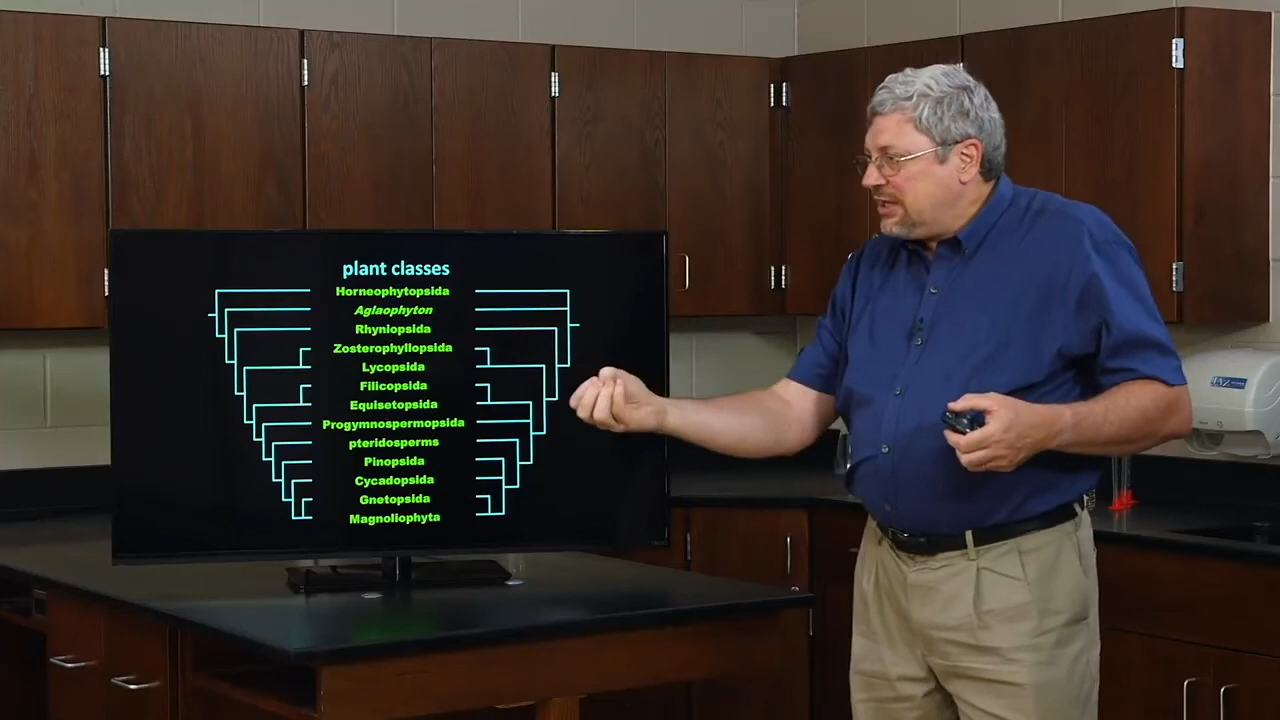 plant classes
Horneophytopsida
Aglaophyton
Rhyniopsida
Zosterophyllopsida
Lycopsida
Filicopsida
Equisetopsida
Progymnospermopsida
pteridosperms
Pinopsida
Cycadopsida
Gnetopsida
Magnoliophyta